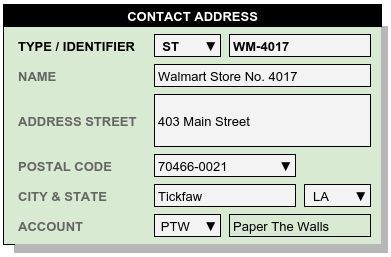 CONTACT ADDRESS
TYPE / IDENTIFIER ST ▼ WM-4017
NAME Walmart Store No. 4017
ADDRESS STREET 403 Main Street
POSTAL CODE 70466-0021 ▼
CITY & STATE Tickfaw LA ▼
ACCOUNT PTW ▼ Paper The Walls